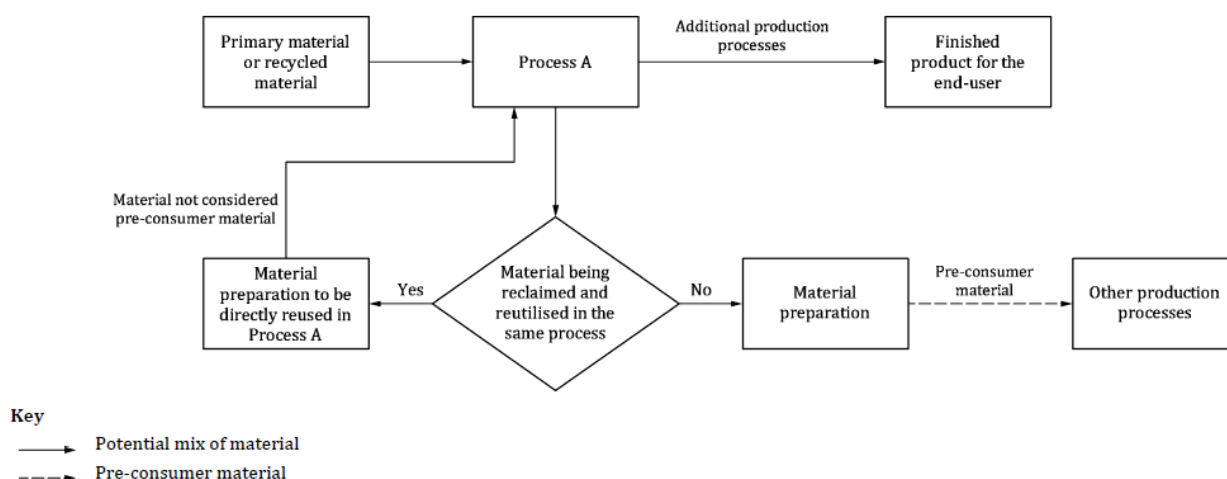 Primary material
or recycled
material
Process A
Additional production
processes
Finished
product for the
end-user
Material not considered
pre-consumer material
Material
preparation to be
directly reused in
Process A
Yes
Material being
reclaimed and
reutilised in the
same process
No
Material
preparation
Pre-consumer
material
Other production
processes
Key
Potential mix of material
Pre-consumer material